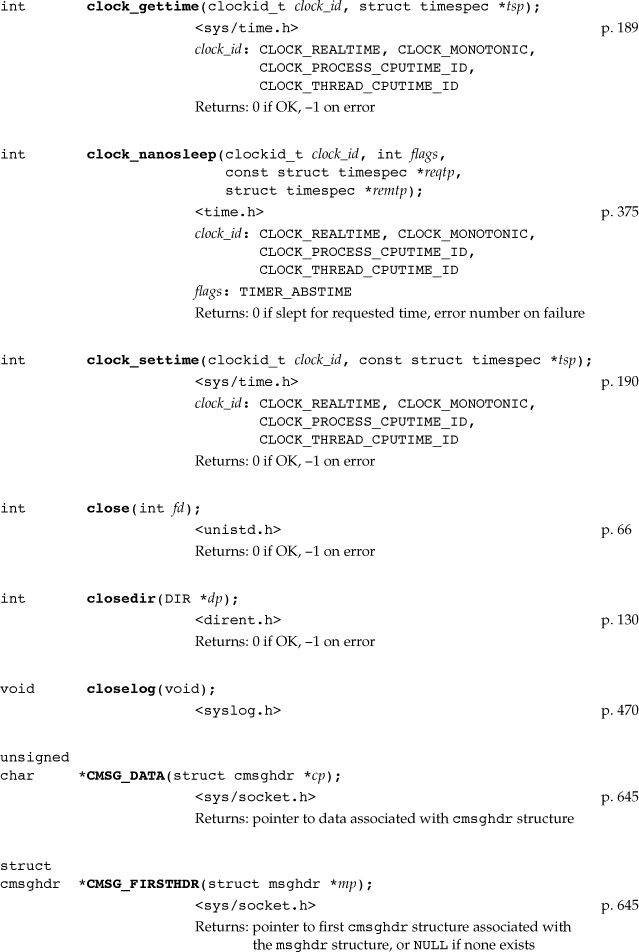 int clock_gettime(clockid_t clock_id, struct timespec *tsp);
<sys/time.h> p. 189
clock_id: CLOCK_REALTIME, CLOCK_MONOTONIC,
CLOCK_PROCESS_CPUTIME_ID,
CLOCK_THREAD_CPUTIME_ID
Returns: 0 if OK, –1 on error
int clock_nanosleep(clockid_t clock_id, int flags,
const struct timespec *reqtp,
struct timespec *remtp);
<time.h> p. 375
clock_id: CLOCK_REALTIME, CLOCK_MONOTONIC,
CLOCK_PROCESS_CPUTIME_ID,
CLOCK_THREAD_CPUTIME_ID
flags: TIMER_ABSTIME
Returns: 0 if slept for requested time, error number on failure
int clock_settime(clockid_t clock_id, const struct timespec *tsp);
<sys/time.h> p. 190
clock_id: CLOCK_REALTIME, CLOCK_MONOTONIC,
CLOCK_PROCESS_CPUTIME_ID,
CLOCK_THREAD_CPUTIME_ID
Returns: 0 if OK, –1 on error
int close(int fd);
<unistd.h> p. 66
Returns: 0 if OK, –1 on error
int closedir(DIR *dp);
<dirent.h> p. 130
Returns: 0 if OK, –1 on error
void closelog(void);
<syslog.h> p. 470
unsigned
char *CMSG_DATA(struct cmsghdr *cp);
<sys/socket.h> p. 645
Returns: pointer to data associated with cmsghdr structure
struct
cmsghdr *CMSG_FIRSTHDR(struct msghdr *mp);
<sys/socket.h> p. 645
Returns: pointer to first cmsghdr structure associated with
the msghdr structure, or NULL if none exists